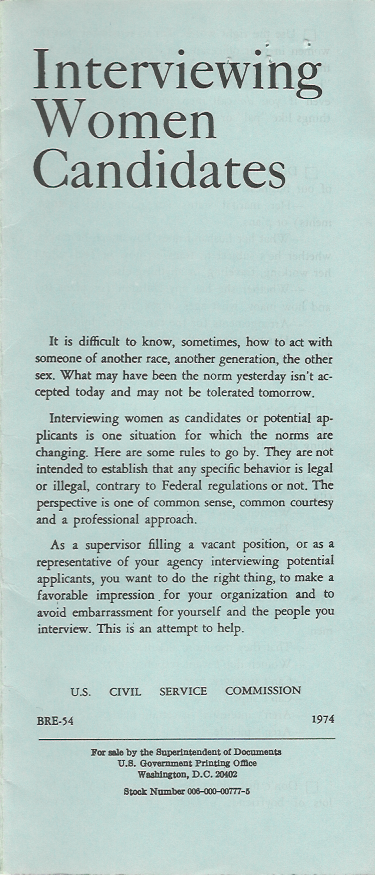 Interviewing
Women
Candidates
It is difficult to know, sometimes, how to act with
someone of another race, another generation, the other
sex. What may have been the norm yesterday isn't ac-
cepted today and may not be tolerated tomorrow.
Interviewing women as candidates or potential ap-
plicants is one situation for which the norms are
changing. Here are some rules to go by. They are not
intended to establish that any specific behavior is legal
or illegal, contrary to Federal regulations or not. The
perspective is one of common sense, common courtesy
and a professional approach.
As a supervisor filling a vacant position, or as a
representative of your agency interviewing potential
applicants, you want to do the right thing, to make a
favorable impression for your organization and to
avoid embarrassment for yourself and the people you
interview. This is an attempt to help.
U.S. CIVIL SERVICE COMMISSION
BRE-54 1974
For sale by the Superintendent of Documents
U.S. Government Printing Office
Washington, D.C. 20402
Stock Number 006-000-00777-5